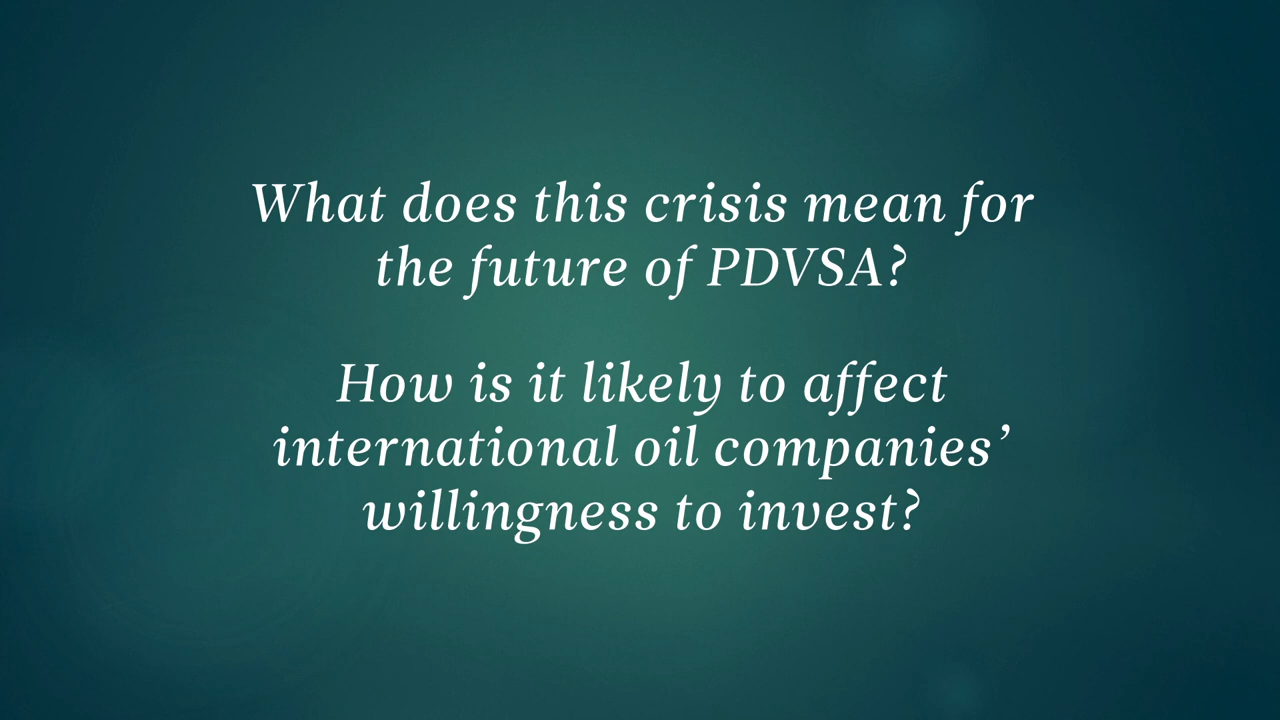 What does this crisis mean for
the future of PDVSA?
How is it likely to affect
international oil companies’
willingness to invest?